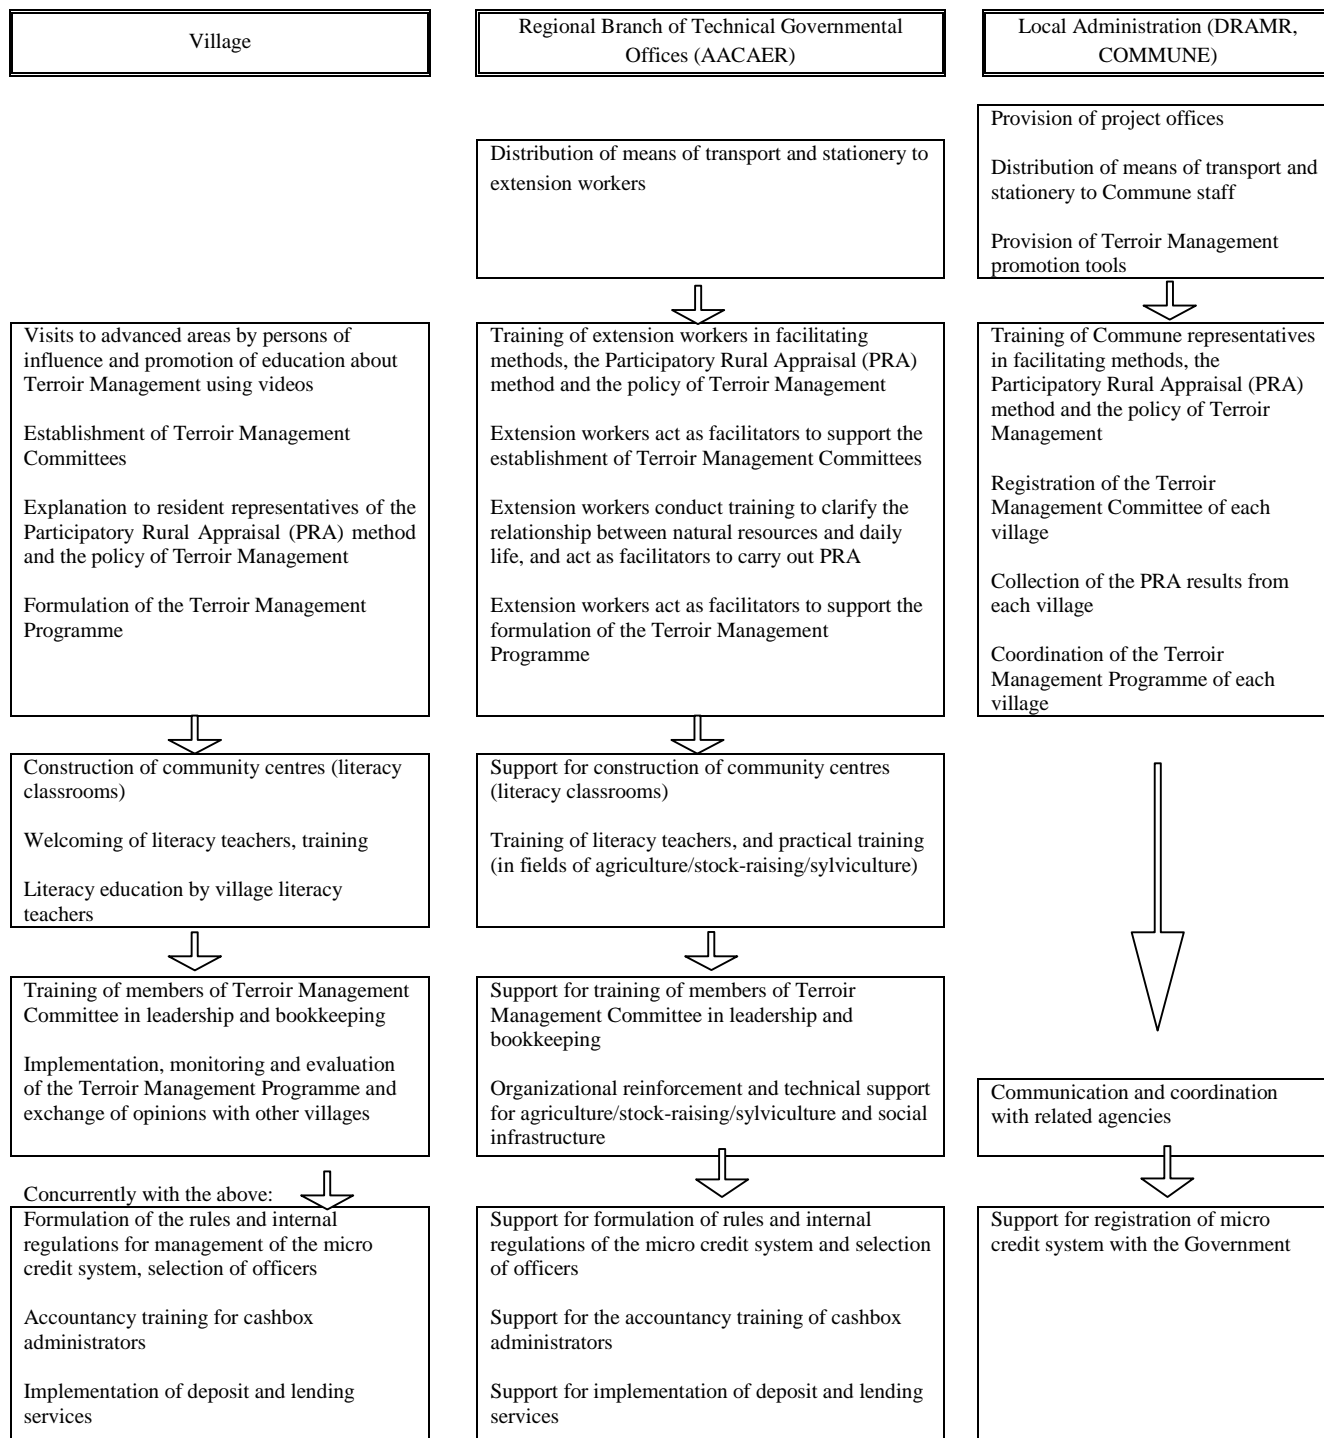 Village
Regional Branch of Technical Governmental
Offices (AACAER)
Local Administration (DRAMR,
COMMUNE)
Distribution of means of transport and stationery to
extension workers
Provision of project offices
Distribution of means of transport and
stationery to Commune staff
Provision of Terroir Management
promotion tools
Visits to advanced areas by persons of
influence and promotion of education about
Terroir Management using videos
Establishment of Terroir Management
Committees
Explanation to resident representatives of the
Participatory Rural Appraisal (PRA) method
and the policy of Terroir Management
Formulation of the Terroir Management
Programme
Training of extension workers in facilitating
methods, the Participatory Rural Appraisal (PRA)
method and the policy of Terroir Management
Extension workers act as facilitators to support the
establishment of Terroir Management Committees
Extension workers conduct training to clarify the
relationship between natural resources and daily
life, and act as facilitators to carry out PRA
Extension workers act as facilitators to support the
formulation of the Terroir Management
Programme
Training of Commune representatives
in facilitating methods, the
Participatory Rural Appraisal (PRA)
method and the policy of Terroir
Management
Registration of the Terroir
Management Committee of each
village
Collection of the PRA results from
each village
Coordination of the Terroir
Management Programme of each
village
Construction of community centres (literacy
classrooms)
Welcoming of literacy teachers, training
Literacy education by village literacy
teachers
Support for construction of community centres
(literacy classrooms)
Training of literacy teachers, and practical training
(in fields of agriculture/stock-raising/sylviculture)
Training of members of Terroir Management
Committee in leadership and bookkeeping
Implementation, monitoring and evaluation
of the Terroir Management Programme and
exchange of opinions with other villages
Support for training of members of Terroir
Management Committee in leadership and
bookkeeping
Organizational reinforcement and technical support
for agriculture/stock-raising/sylviculture and social
infrastructure
Communication and coordination
with related agencies
Concurrently with the above:
Formulation of the rules and internal
regulations for management of the micro
credit system, selection of officers
Accountancy training for cashbox
administrators
Implementation of deposit and lending
services
Support for formulation of rules and internal
regulations of the micro credit system and selection
of officers
Support for the accountancy training of cashbox
administrators
Support for implementation of deposit and lending
services
Support for registration of micro
credit system with the Government